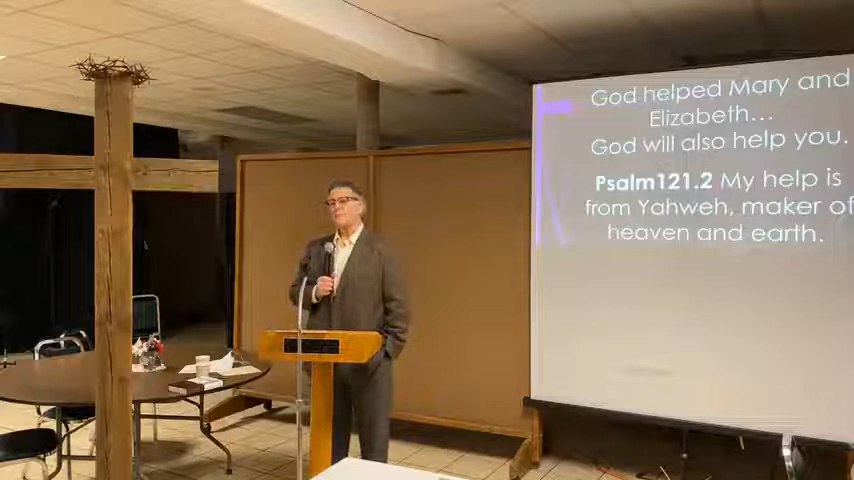 God helped Mary and
Elizabeth...
God will also help you.
Psalm121.2 My help is
from Yahweh, maker of
heaven and earth.